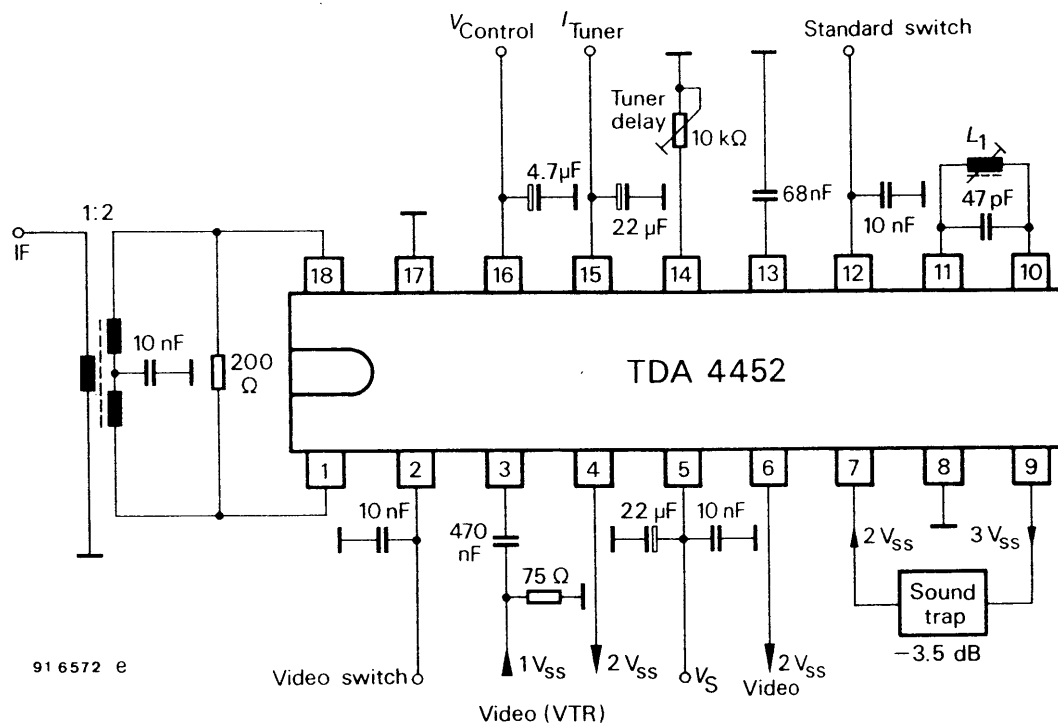 V Control
I Tuner
Standard switch
Tuner
delay
10 kΩ
L1
4.7µF
22 µF
68nF
10 nF
47pF
1:2
IF
18
17
16
15
14
13
12
11
10
10 nF
200
Ω
TDA 4452
1
2
3
4
5
6
7
8
9
10 nF
470
nF
22 µF
10 nF
2 VSS
3 VSS
75 Ω
Sound
trap
-3.5 dB
91 6572 e
Video switch
1 VSS
2 VSS
VS
Video
2 VSS
Video (VTR)